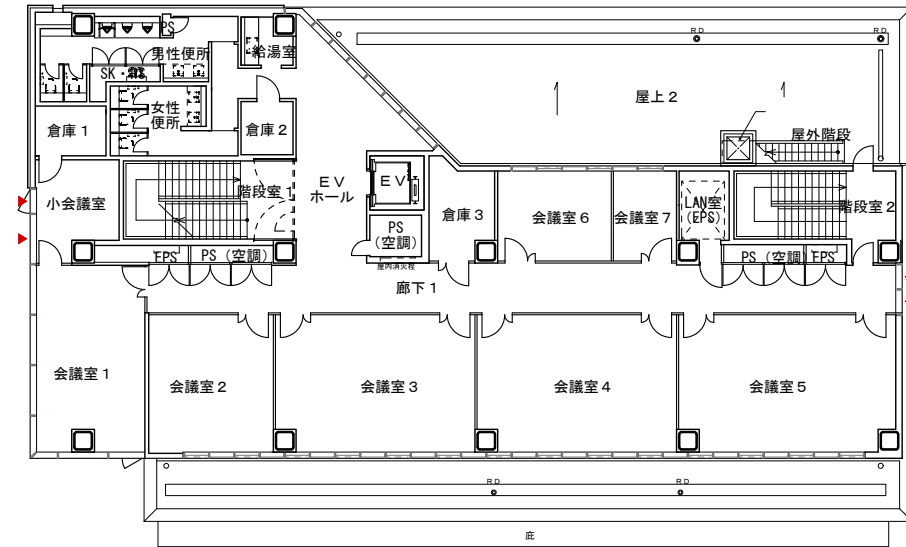 PS
男性便所
給湯室
RD
RD
SK・
女性
便所
屋上２
倉庫１
倉庫２
屋外階段
階段室１
ＥＶ
ホール
ＥＶ
小会議室
倉庫３
会議室６
会議室７
LAN室
(EPS)
階段室２
PS
(空調)
EPS
PS (空調)
屋内消火栓
PS (空調)
EPS
廊下１
会議室１
会議室２
会議室３
会議室４
会議室５
RD
RD
庇